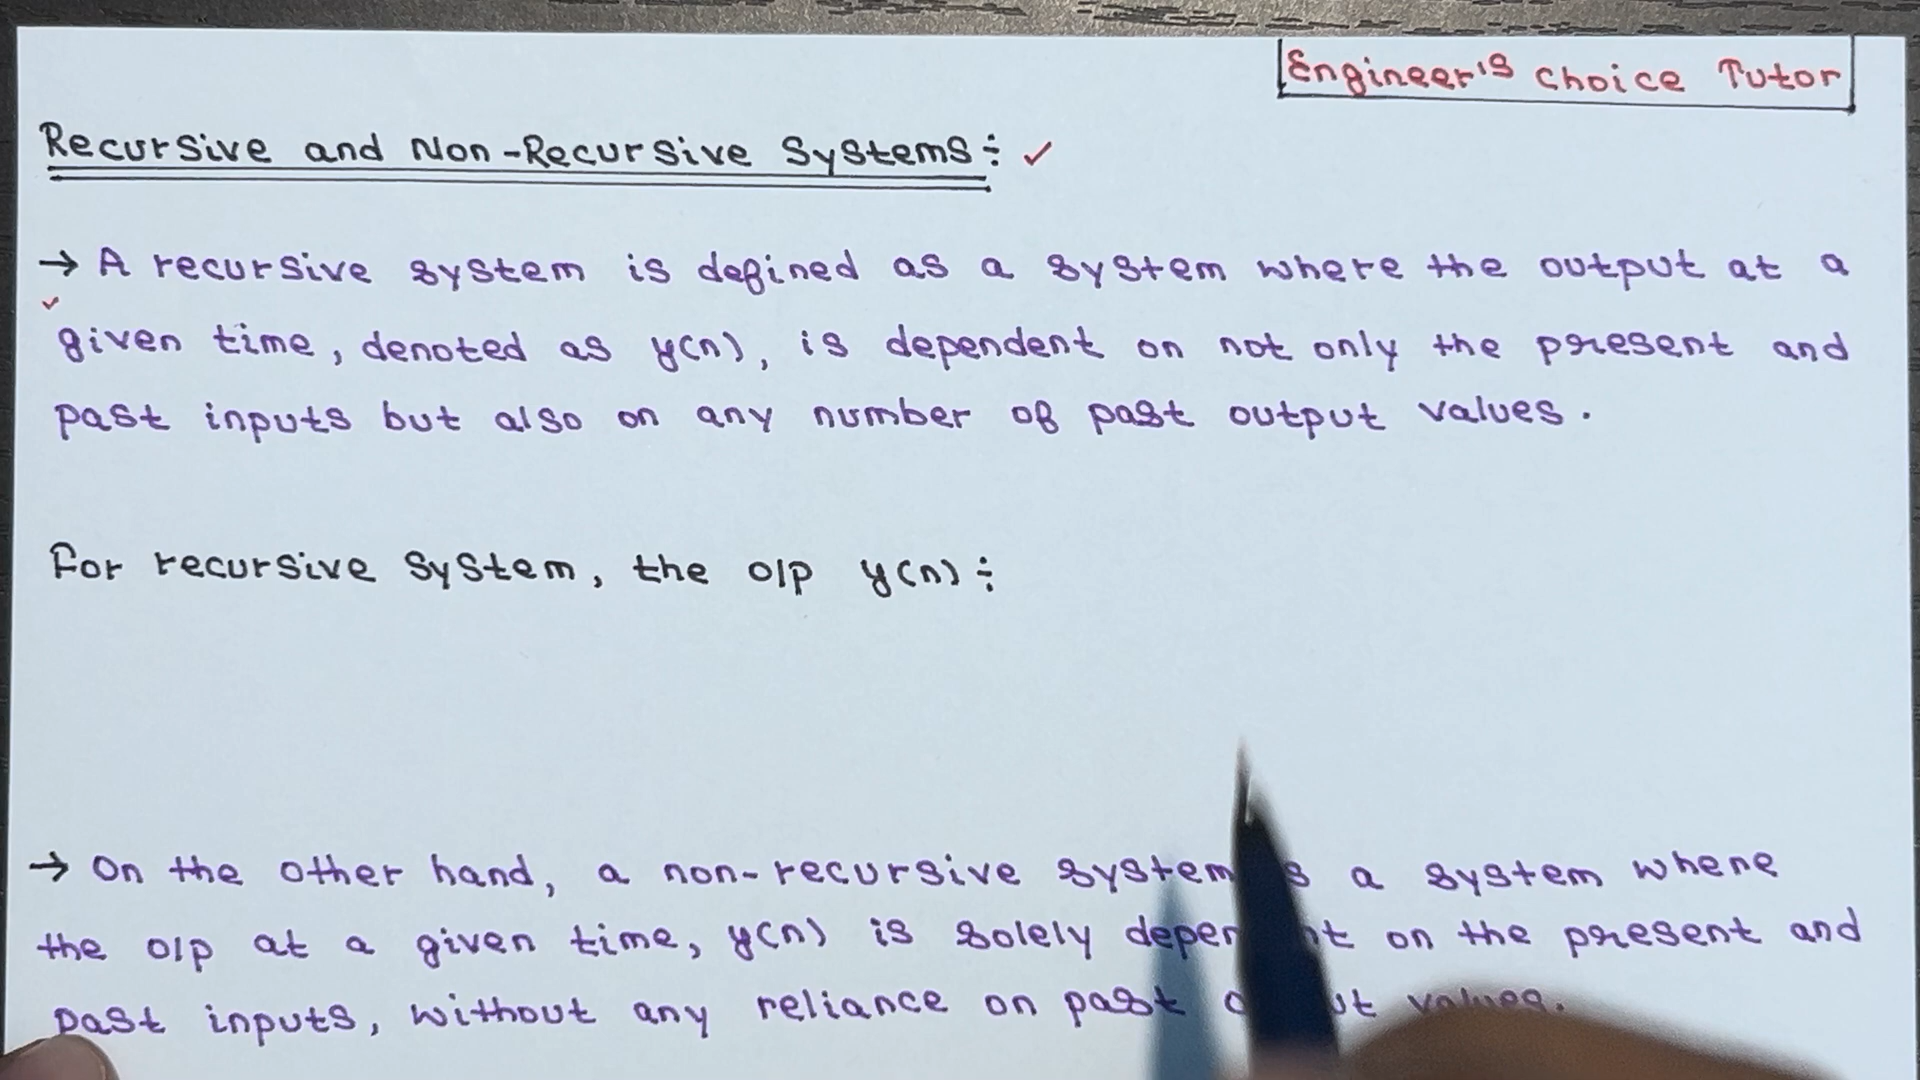 Engineer's Choice Tutor
Recursive and Non-Recursive Systems:
→ A recursive system is defined as a system where the output at a
given time, denoted as y(n), is dependent on not only the present and
past inputs but also on any number of past output values.
For recursive system, the o/p y(n):
→ On the other hand, a non-recursive system a system where
the o/p at a given time, y(n) is solely on the present and
past inputs, without any reliance on past values.